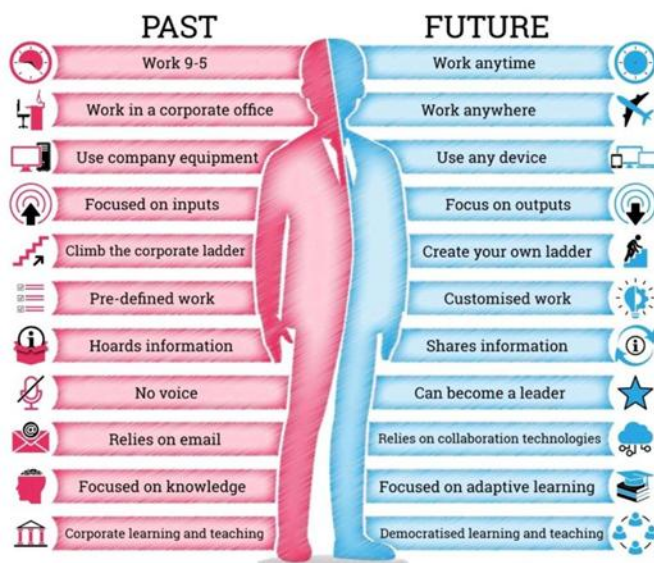 PAST FUTURE
Work 9-5 Work anytime
Work in a corporate office Work anywhere
Use company equipment Use any device
Focused on inputs Focus on outputs
Climb the corporate ladder Create your own ladder
Pre-defined work Customised work
Hoards information Shares information
No voice Can become a leader
Relies on email Relies on collaboration technologies
Focused on knowledge Focused on adaptive learning
Corporate learning and teaching Democratised learning and teaching